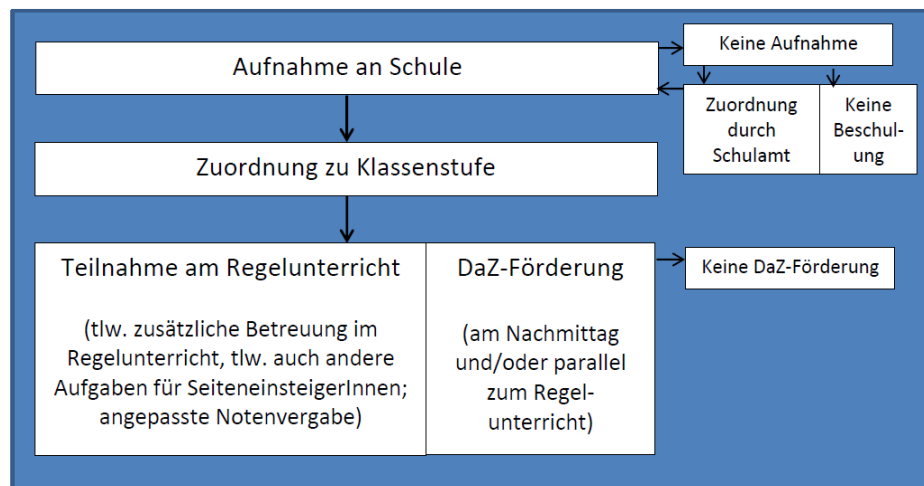 Aufnahme an Schule
Keine Aufnahme
Zuordnung
durch
Schulamt
Keine
Beschul-
ung
Zuordnung zu Klassenstufe
Teilnahme am Regelunterricht
(tlw. zusätzliche Betreuung im
Regelunterricht, tlw. auch andere
Aufgaben für SeiteneinsteigerInnen;
angepasste Notenvergabe)
DaZ-Förderung
(am Nachmittag
und/oder parallel
zum Regel-
unterricht)
Keine DaZ-Förderung